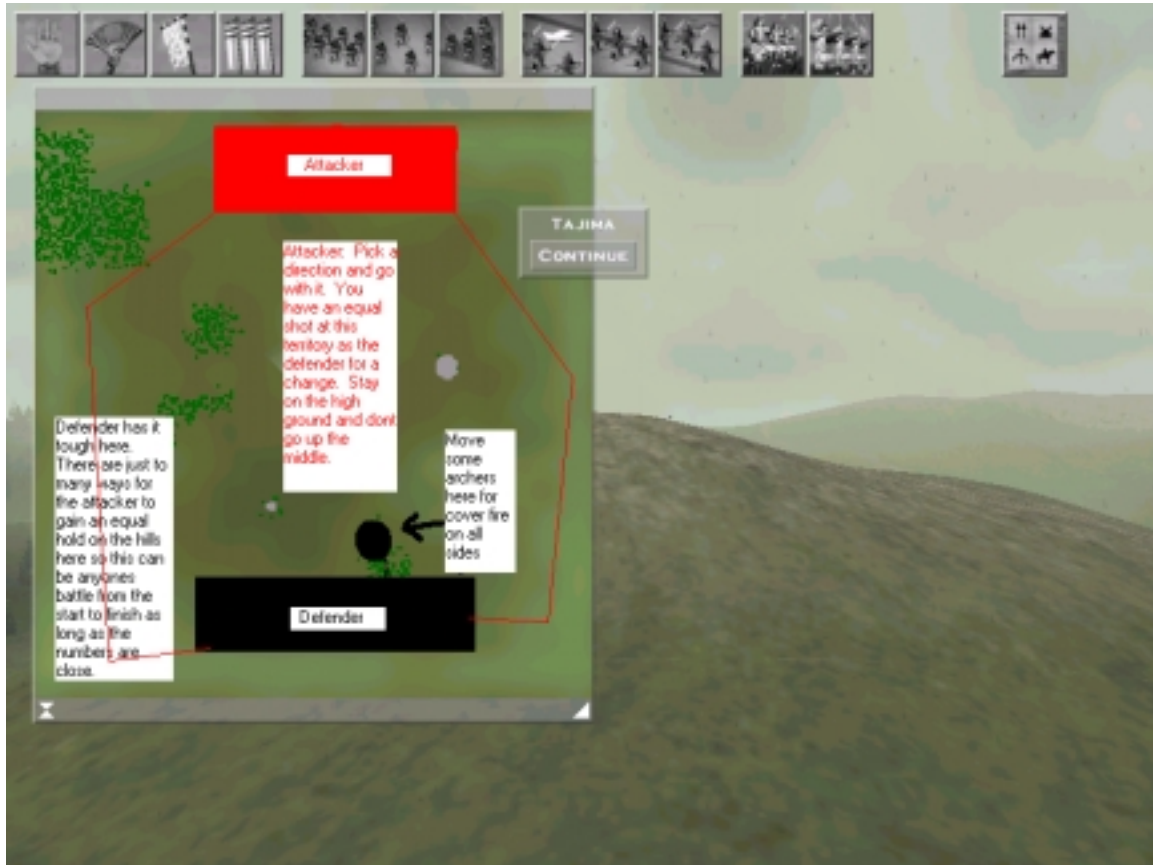 Attacker
TAJIMA
CONTINUE
Attacker: Pick a
direction and go
with it. You
have an equal
shot at this
territory as the
defender for a
change. Stay
on the high
ground and dont
go up the
middle.
Defender has it
tough here.
There are just to
many ways for
the attacker to
gain an equal
hold on the hills
here so this can
be anyones
battle from the
start to finish as
long as the
numbers are
close.
Move
some
archers
here for
cover fire
on all
sides
Defender